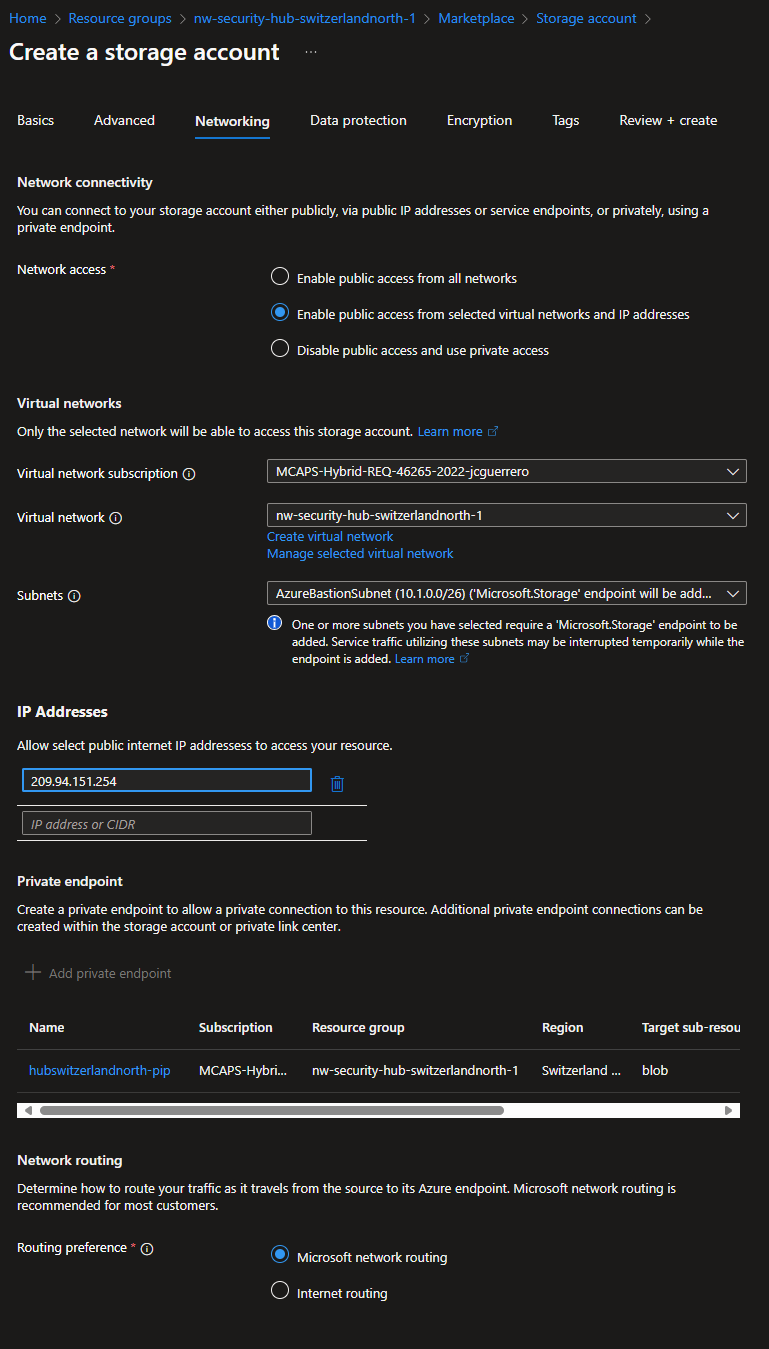 Home > Resource groups > nw-security-hub-switzerlandnorth-1 > Marketplace > Storage account >
Create a storage account ...
Basics Advanced Networking Data protection Encryption Tags Review + create
Network connectivity
You can connect to your storage account either publicly, via public IP addresses or service endpoints, or privately, using a
private endpoint.
Network access *
Enable public access from all networks
Enable public access from selected virtual networks and IP addresses
Disable public access and use private access
Virtual networks
Only the selected network will be able to access this storage account. Learn more
Virtual network subscription
MCAPS-Hybrid-REQ-46265-2022-jcguerrero
Virtual network
nw-security-hub-switzerlandnorth-1
Create virtual network
Manage selected virtual network
Subnets
AzureBastionSubnet (10.1.0.0/26) ('Microsoft.Storage' endpoint will be add...
One or more subnets you have selected require a 'Microsoft.Storage' endpoint to be
added. Service traffic utilizing these subnets may be interrupted temporarily while the
endpoint is added. Learn more
IP Addresses
Allow select public internet IP addressess to access your resource.
209.94.151.254
IP address or CIDR
Private endpoint
Create a private endpoint to allow a private connection to this resource. Additional private endpoint connections can be
created within the storage account or private link center.
+ Add private endpoint
Name Subscription Resource group Region Target sub-resou
hubswitzerlandnorth-pip MCAPS-Hybri... nw-security-hub-switzerlandnorth-1 Switzerland ... blob
Network routing
Determine how to route your traffic as it travels from the source to its Azure endpoint. Microsoft network routing is
recommended for most customers.
Routing preference *
Microsoft network routing
Internet routing